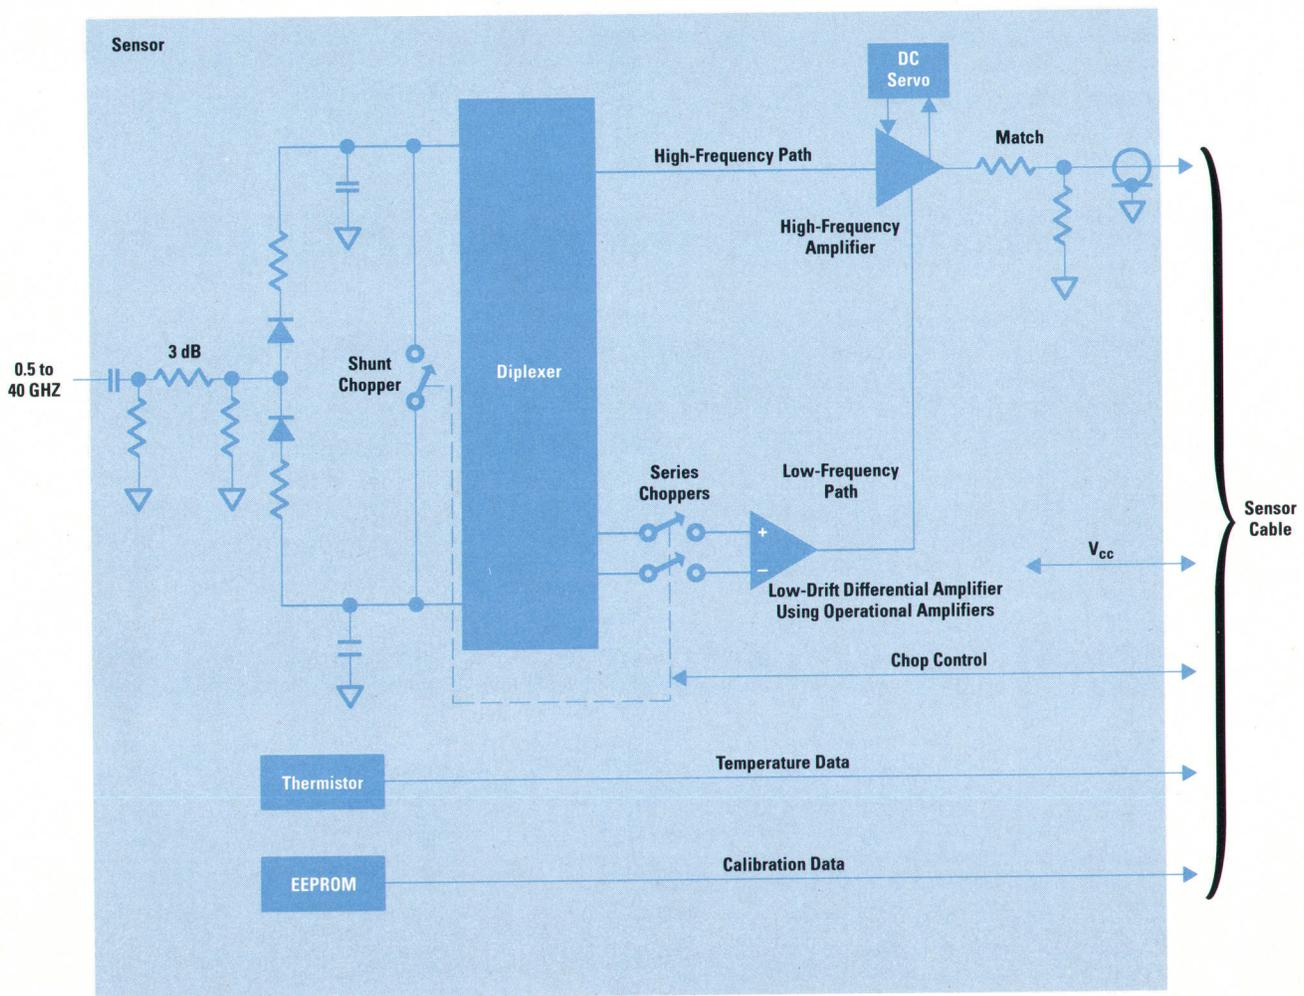 Sensor
DC
Servo
Match
High-Frequency Path
High-Frequency
Amplifier
3 dB
0.5 to
40 GHZ
Shunt
Chopper
Diplexer
Series
Choppers
Low-Frequency
Path
+
–
Low-Drift Differential Amplifier
Using Operational Amplifiers
Vcc
Sensor
Cable
Chop Control
Thermistor
Temperature Data
EEPROM
Calibration Data